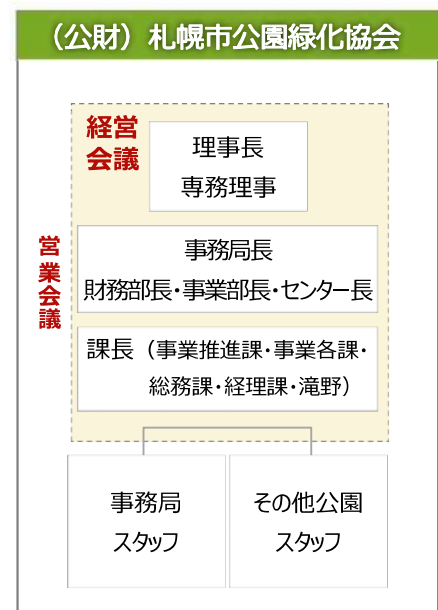 （公財）札幌市公園緑化協会
経営
会議
理事長
専務理事
営業会議
事務局長
財務部長・事業部長・センター長
課長（事業推進課・事業各課・
総務課・経理課・滝野）
事務局
スタッフ
その他公園
スタッフ